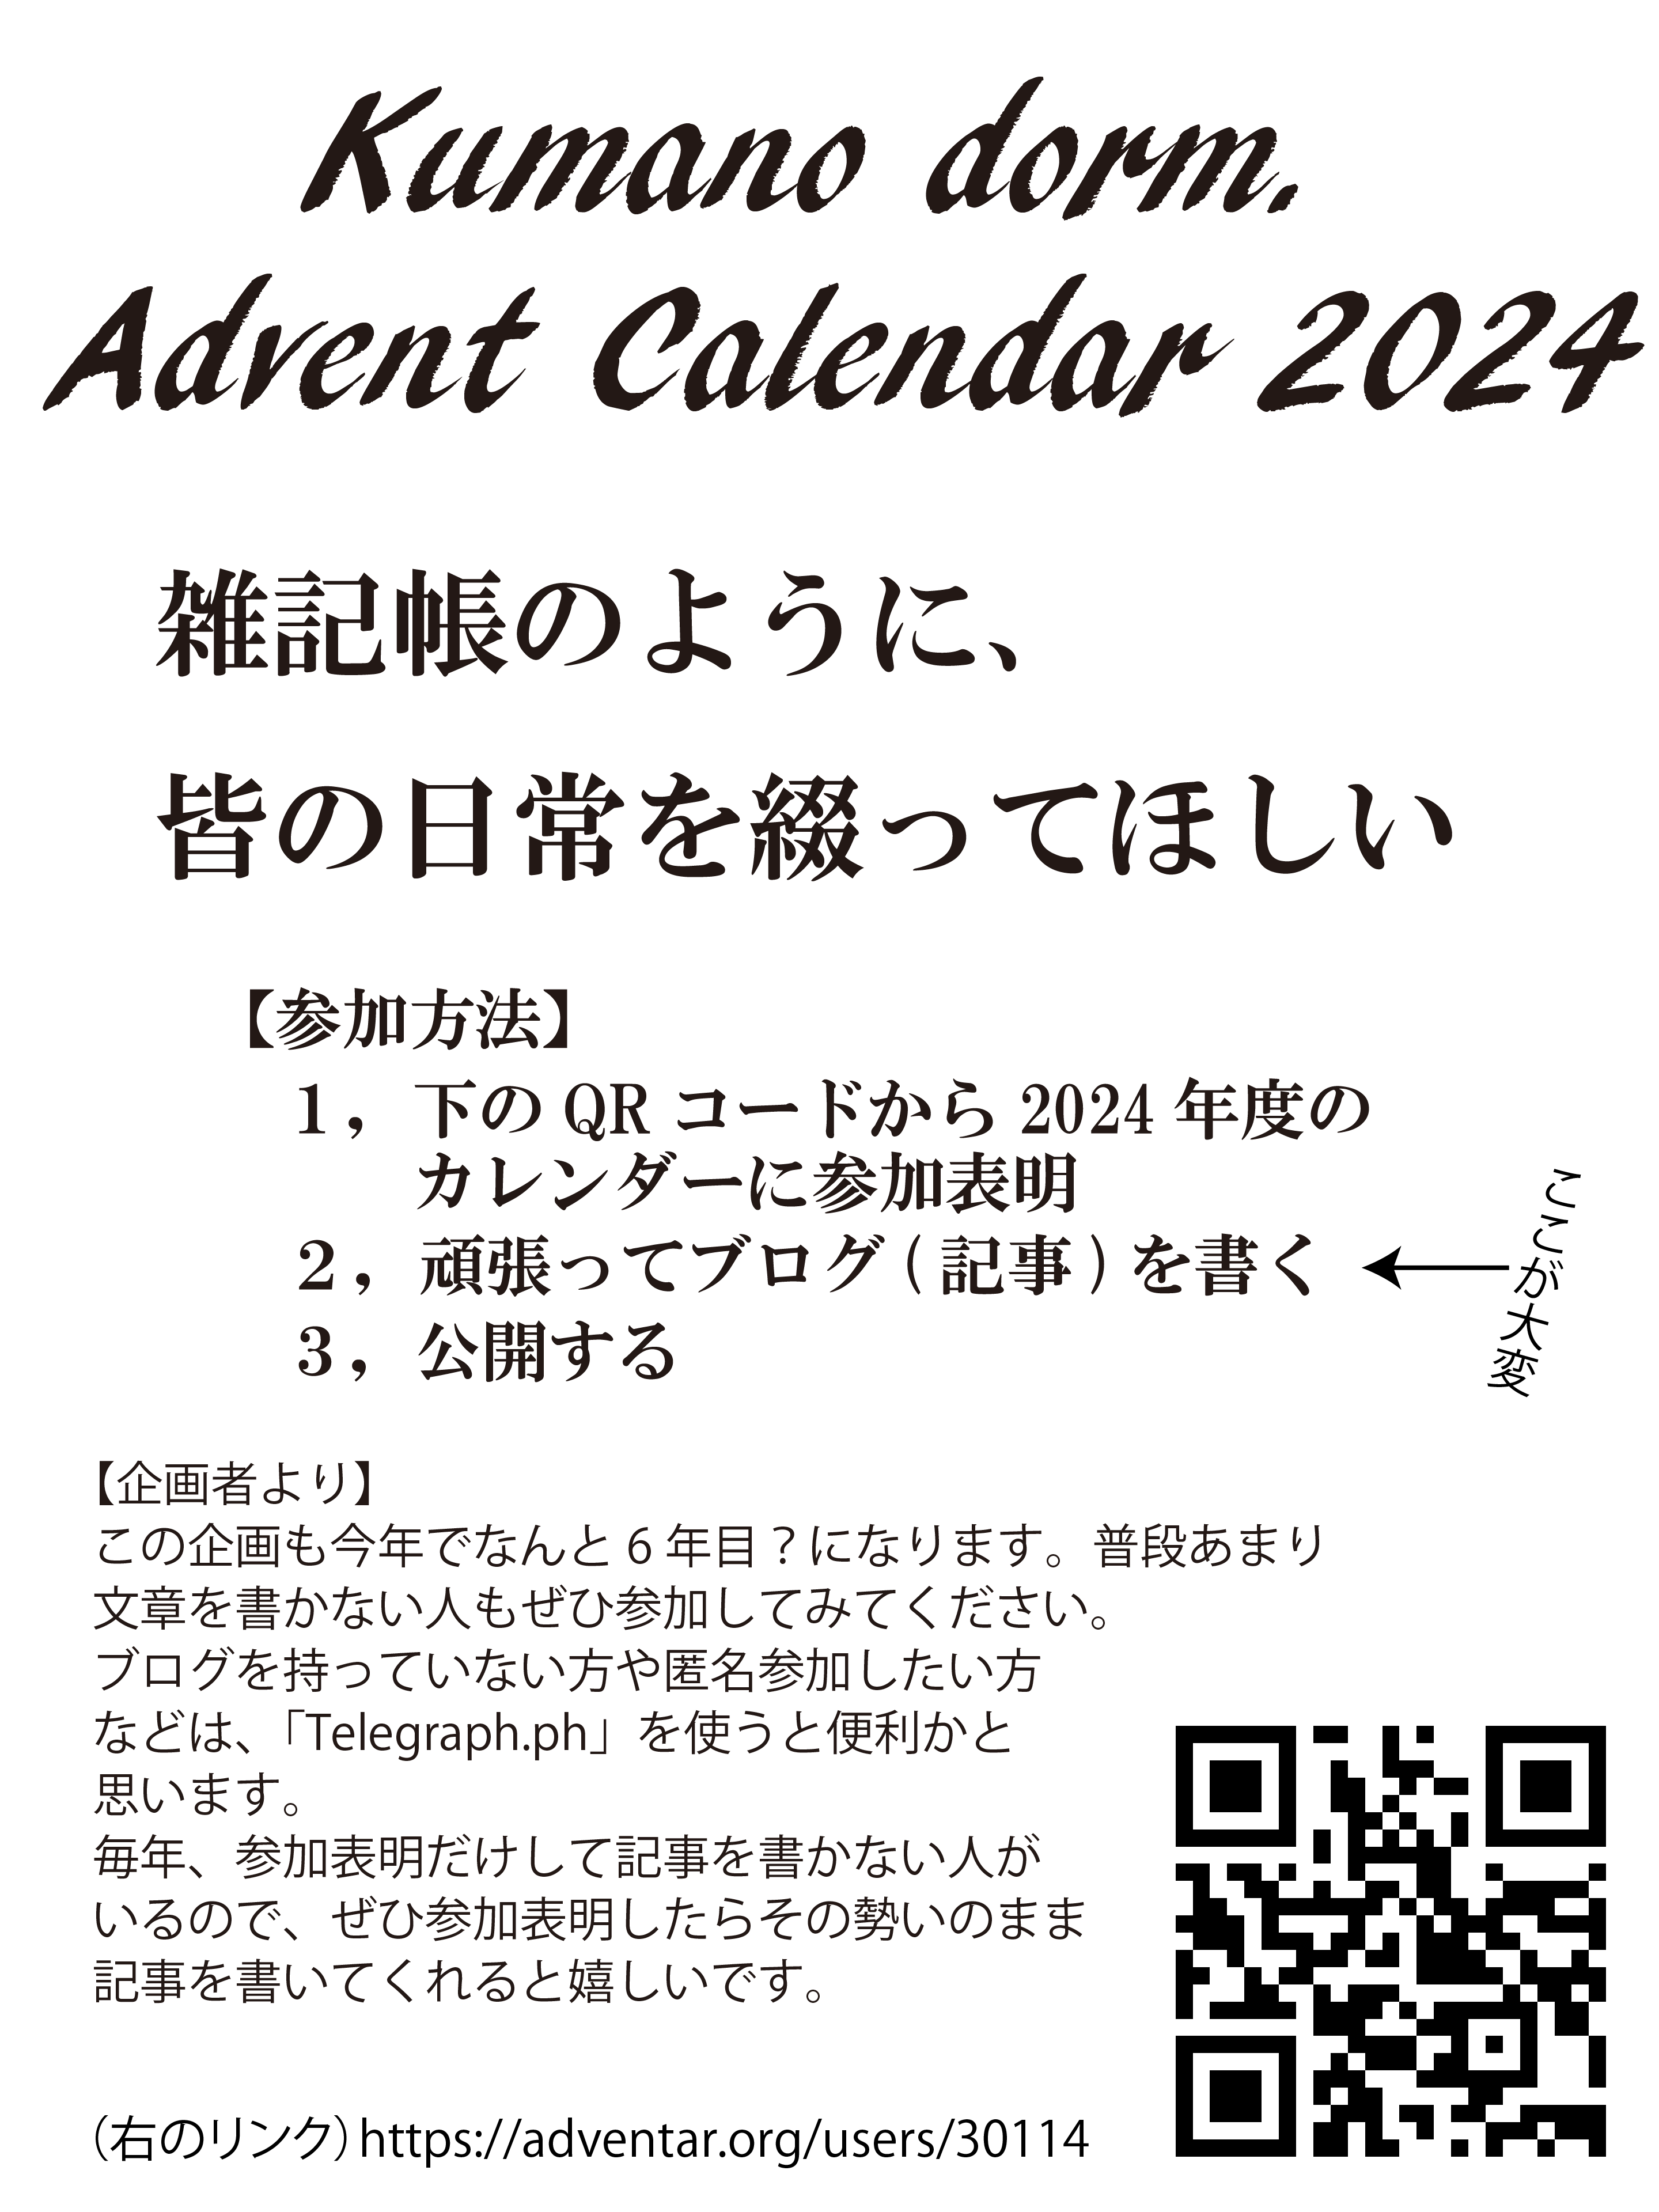 Kumano dorm.
Advent Calendar 2024
雑記帳のように、
皆の日常を綴ってほしい
【参加方法】
１，下の QR コードから 2024 年度の
カレンダーに参加表明
２，頑張ってブログ ( 記事 ) を書く
ここが大変
３，公開する
【企画者より】
この企画も今年でなんと 6 年目？になります。普段あまり
文章を書かない人もぜひ参加してみてください。
ブログを持っていない方や匿名参加したい方
などは、「Telegraph.ph」を使うと便利かと
思います。
毎年、参加表明だけして記事を書かない人が
いるので、ぜひ参加表明したらその勢いのまま
記事を書いてくれると嬉しいです。
（右のリンク）https://adventar.org/users/30114